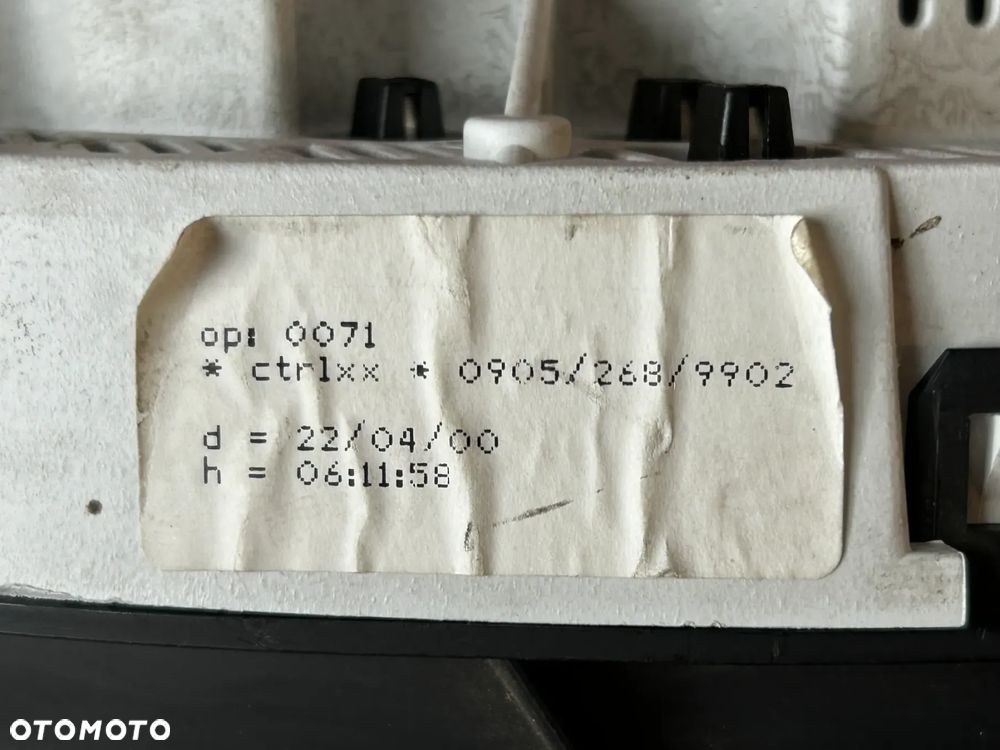 op: 0071
* ctrlxx * 0905/268/9902
d = 22/04/00
h = 06:11:58
OTOMOTO